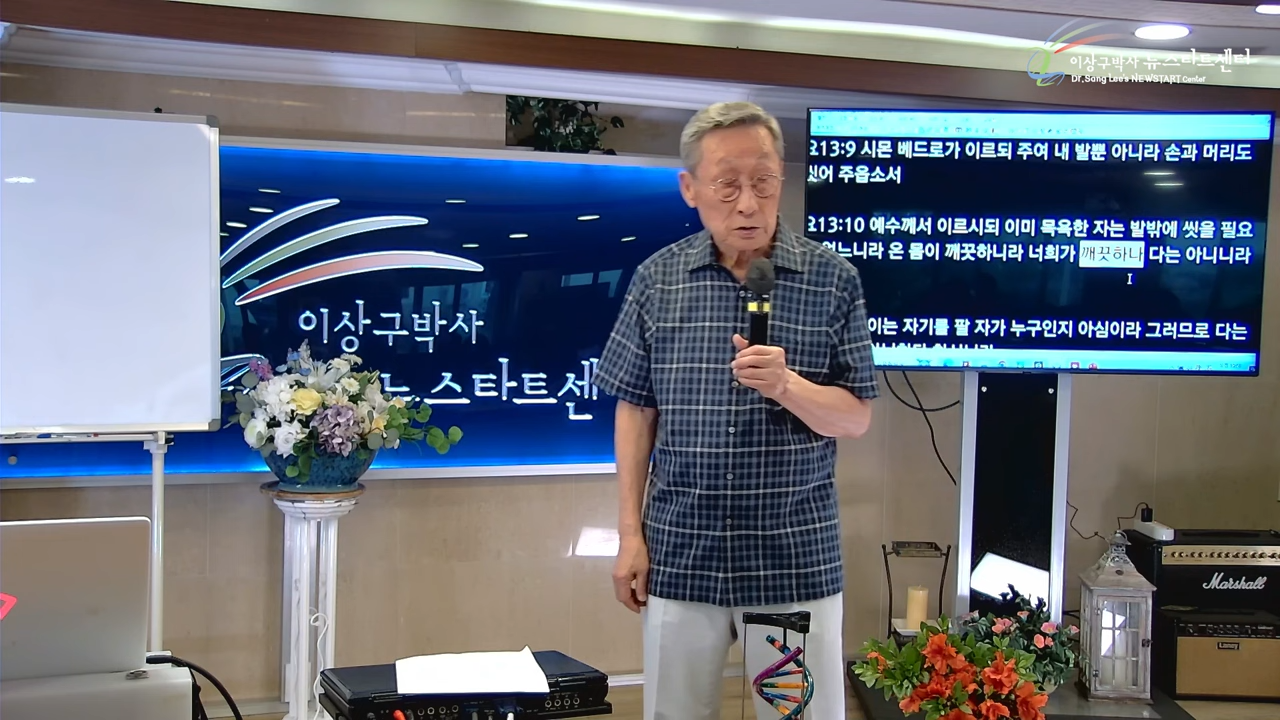 이상구박사 뉴스타트센터
Dr. Sang Lee's NEWSTART Center
이상구박사
뉴스타트센
13:9 시몬 베드로가 이르되 주여 내 발뿐 아니라 손과 머리도
씻어 주옵소서
13:10 예수께서 이르시되 이미 목욕한 자는 발밖에 씻을 필요
없느니라 온 몸이 깨끗하니라 너희가 깨끗하나 다는 아니니라
이는 자기를 팔 자가 누구인지 아심이라 그러므로 다는
Marshall
Laney